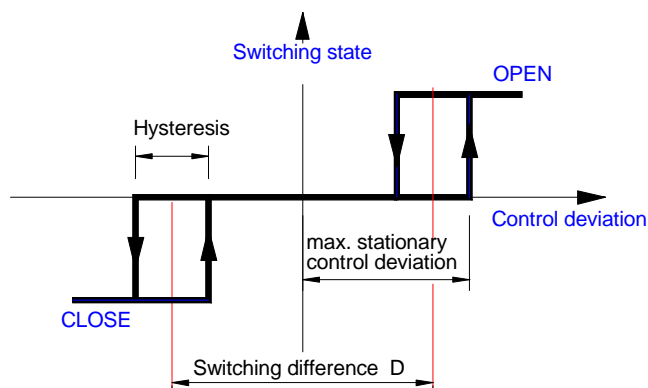 Switching state
OPEN
Hysteresis
Control deviation
max. stationary
control deviation
CLOSE
Switching difference D